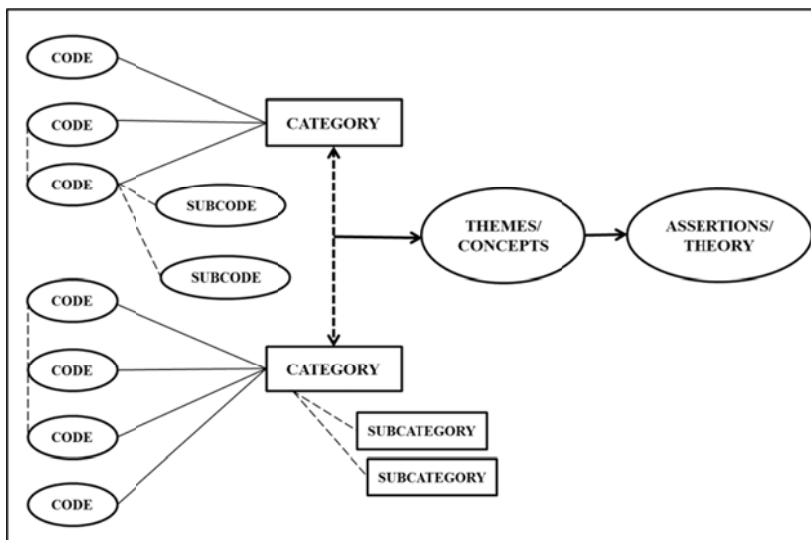 CODE
CODE
CATEGORY
CODE
SUBCODE
THEMES/
CONCEPTS
ASSERTIONS/
THEORY
SUBCODE
CODE
CODE
CATEGORY
CODE
SUBCATEGORY
SUBCATEGORY
CODE